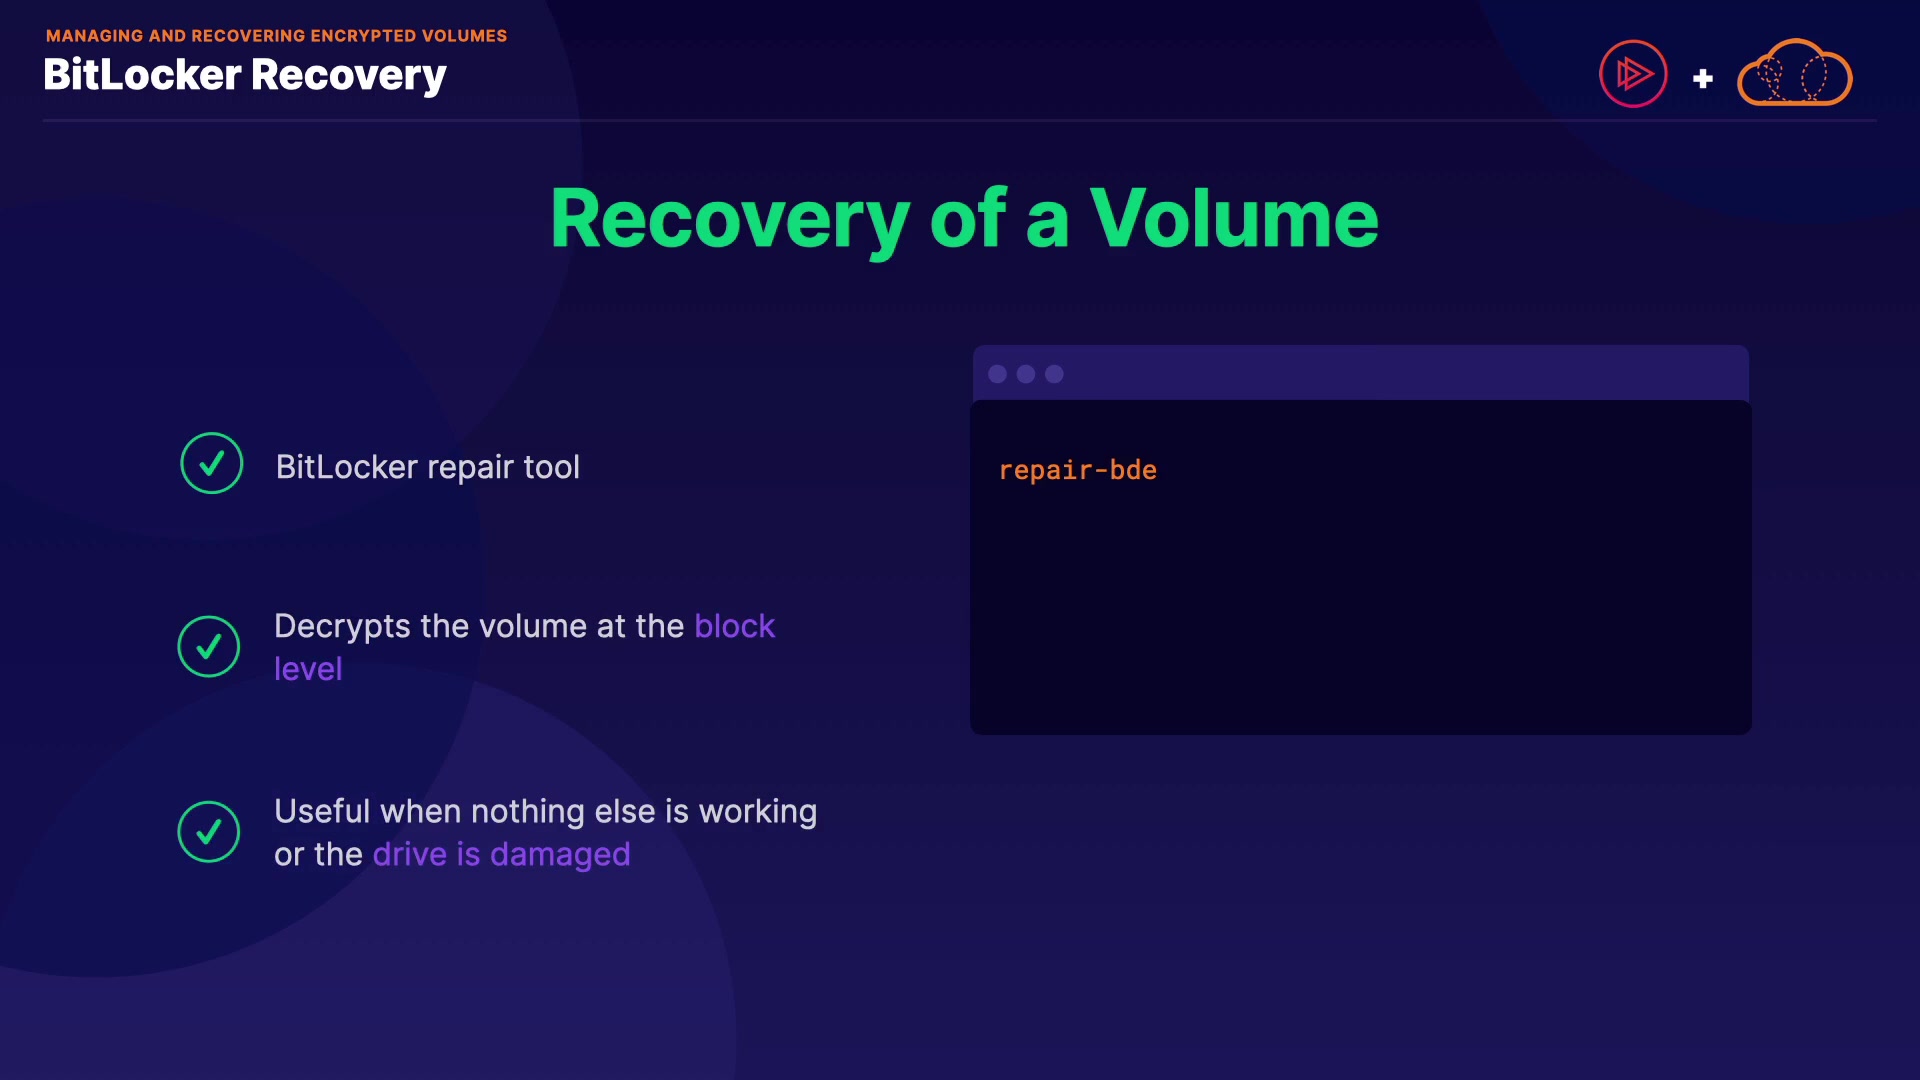 MANAGING AND RECOVERING ENCRYPTED VOLUMES
BitLocker Recovery
+
Recovery of a Volume
BitLocker repair tool
Decrypts the volume at the block
level
Useful when nothing else is working
or the drive is damaged
repair-bde